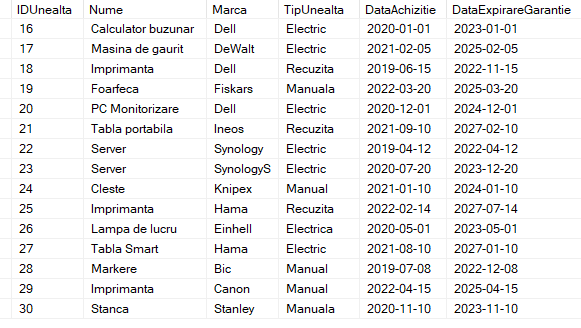 IDUnealta Nume Marca TipUnealta DataAchizitie DataExpirareGarantie
16 Calculator buzunar Dell Electric 2020-01-01 2023-01-01
17 Masina de gaurit DeWalt Electric 2021-02-05 2025-02-05
18 Imprimanta Dell Recuzita 2019-06-15 2022-11-15
19 Foarfeca Fiskars Manuala 2022-03-20 2025-03-20
20 PC Monitorizare Dell Electric 2020-12-01 2024-12-01
21 Tabla portabila Ineos Recuzita 2021-09-10 2027-02-10
22 Server Synology Electric 2019-04-12 2022-04-12
23 Server SynologyS Electric 2020-07-20 2023-12-20
24 Cleste Knipex Manual 2021-01-10 2024-01-10
25 Imprimanta Hama Recuzita 2022-02-14 2027-07-14
26 Lampa de lucru Einhell Electrica 2020-05-01 2023-05-01
27 Tabla Smart Hama Electric 2021-08-10 2027-01-10
28 Markere Bic Manual 2019-07-08 2022-12-08
29 Imprimanta Canon Manual 2022-04-15 2025-04-15
30 Stanca Stanley Manuala 2020-11-10 2023-11-10